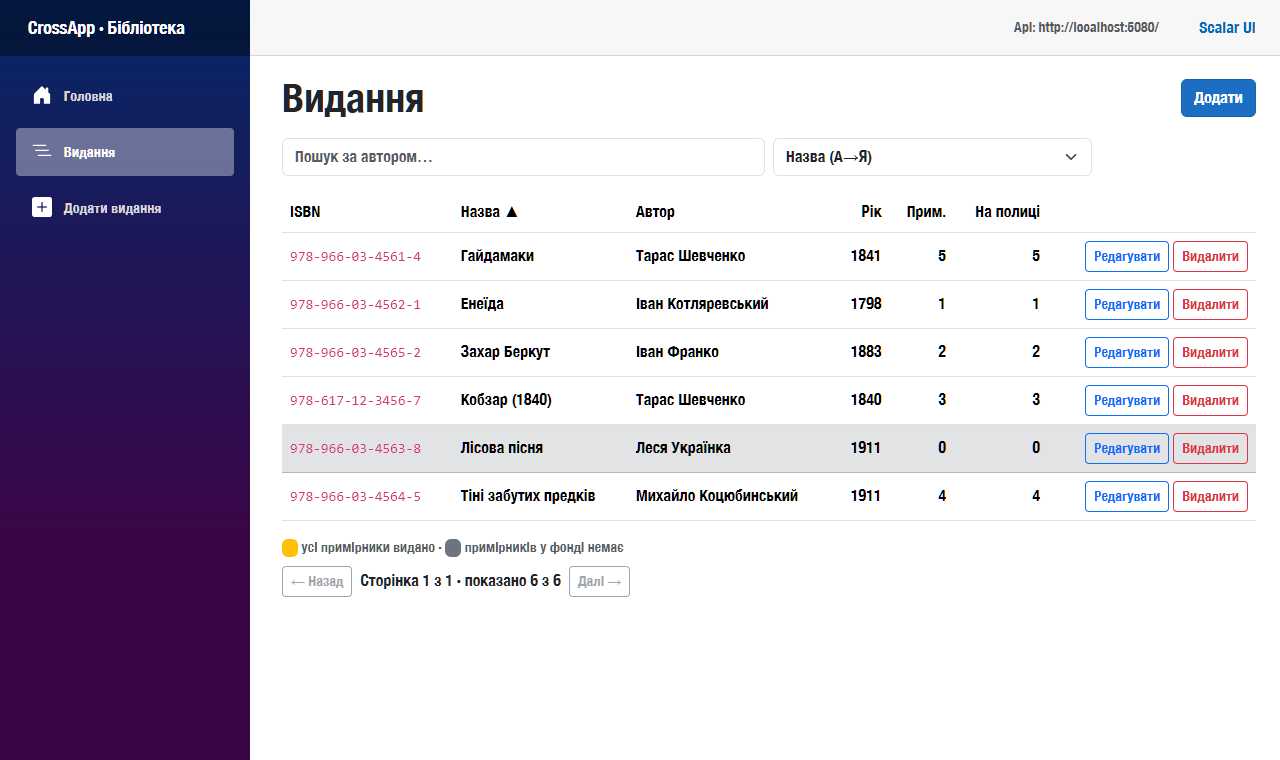 CrossApp • Бібліотека
Api: http://localhost:5080/
Scalar UI
Головна
Видання
Додати видання
Видання
Додати
Пошук за автором…
Назва (А→Я)
ISBN Назва ▲ Автор Рік Прим. На полиці
978-966-03-4561-4 Гайдамаки Тарас Шевченко 1841 5 5 Редагувати Видалити
978-966-03-4562-1 Енеїда Іван Котляревський 1798 1 1 Редагувати Видалити
978-966-03-4565-2 Захар Беркут Іван Франко 1883 2 2 Редагувати Видалити
978-617-12-3456-7 Кобзар (1840) Тарас Шевченко 1840 3 3 Редагувати Видалити
978-966-03-4563-8 Лісова пісня Леся Українка 1911 0 0 Редагувати Видалити
978-966-03-4564-5 Тіні забутих предків Михайло Коцюбинський 1911 4 4 Редагувати Видалити
усі примірники видано · примірників у фонді немає
← Назад Сторінка 1 з 1 · показано 6 з 6 Далі →